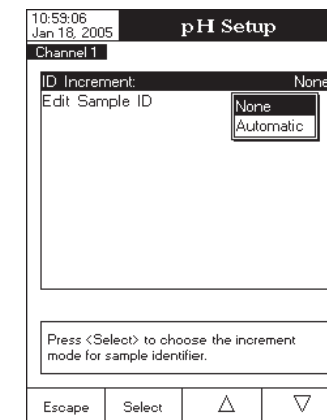 10:59:06
Jan 18, 2005
pH Setup
Channel 1
ID Increment: None
Edit Sample ID
None
Automatic
Press <Select> to choose the increment
mode for sample identifier.
Escape Select △ ▽